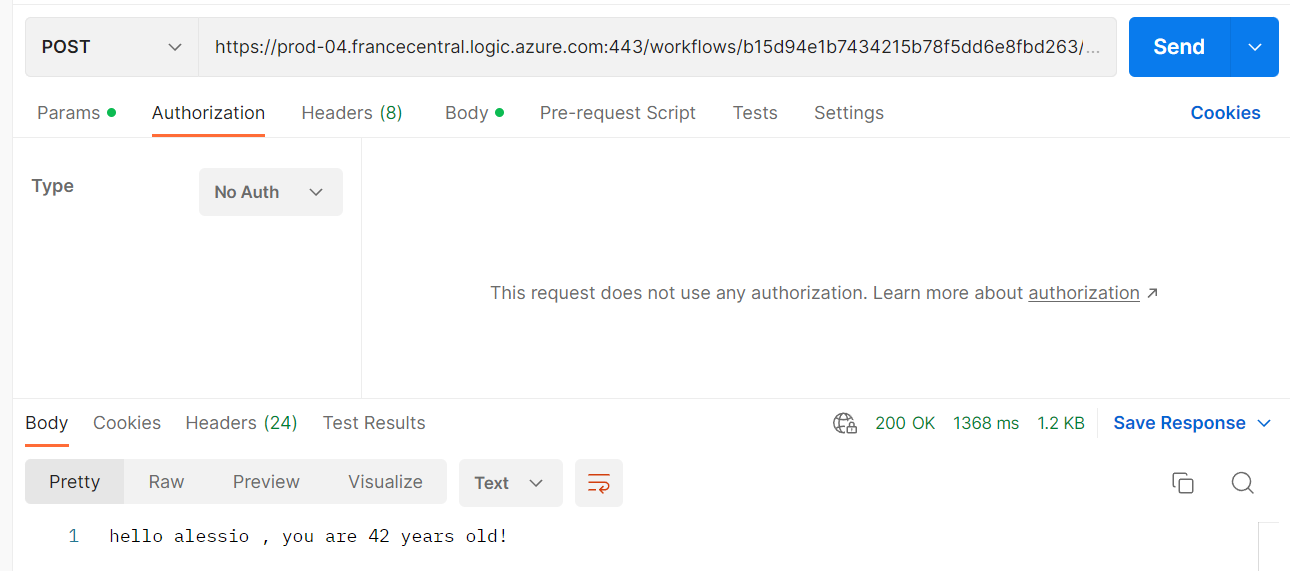 POST https://prod-04.francecentral.logic.azure.com:443/workflows/b15d94e1b7434215b78f5dd6e8fbd263/... Send
Params Authorization Headers (8) Body Pre-request Script Tests Settings Cookies
Type No Auth
This request does not use any authorization. Learn more about authorization ↗
Body Cookies Headers (24) Test Results 200 OK 1368 ms 1.2 KB Save Response
Pretty Raw Preview Visualize Text
1 hello alessio , you are 42 years old!